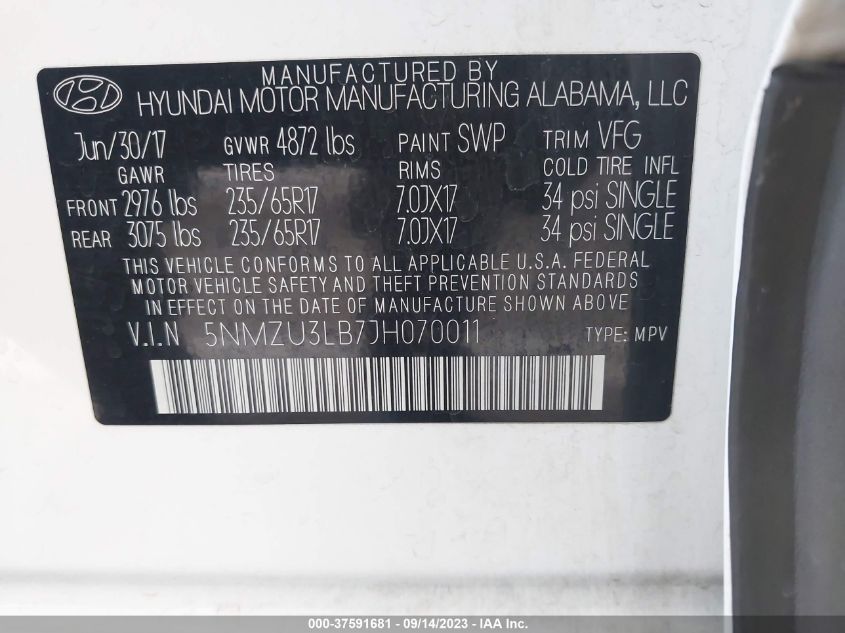 MANUFACTURED BY
HYUNDAI MOTOR MANUFACTURING ALABAMA, LLC
Jun/30/17 GVWR 4872 lbs PAINT SWP TRIM VFG
GAWR TIRES RIMS COLD TIRE INFL
FRONT 2976 lbs 235/65R17 7.0JX17 34 psi SINGLE
REAR 3075 lbs 235/65R17 7.0JX17 34 psi SINGLE
THIS VEHICLE CONFORMS TO ALL APPLICABLE U.S.A. FEDERAL
MOTOR VEHICLE SAFETY AND THEFT PREVENTION STANDARDS
IN EFFECT ON THE DATE OF MANUFACTURE SHOWN ABOVE
V.I.N 5NMZU3LB7JH070011 TYPE: MPV
000-37591681 - 09/14/2023 - IAA Inc.